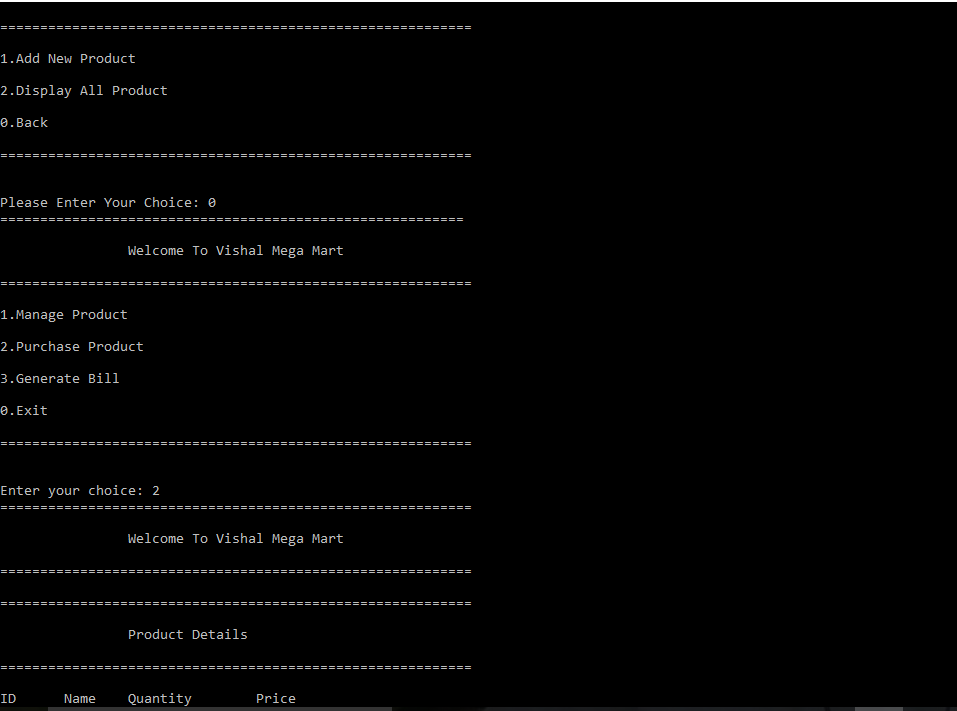 ===========================================================
1.Add New Product
2.Display All Product
0.Back
===========================================================
Please Enter Your Choice: 0
==========================================================
Welcome To Vishal Mega Mart
===========================================================
1.Manage Product
2.Purchase Product
3.Generate Bill
0.Exit
===========================================================
Enter your choice: 2
===========================================================
Welcome To Vishal Mega Mart
===========================================================
===========================================================
Product Details
===========================================================
ID Name Quantity Price